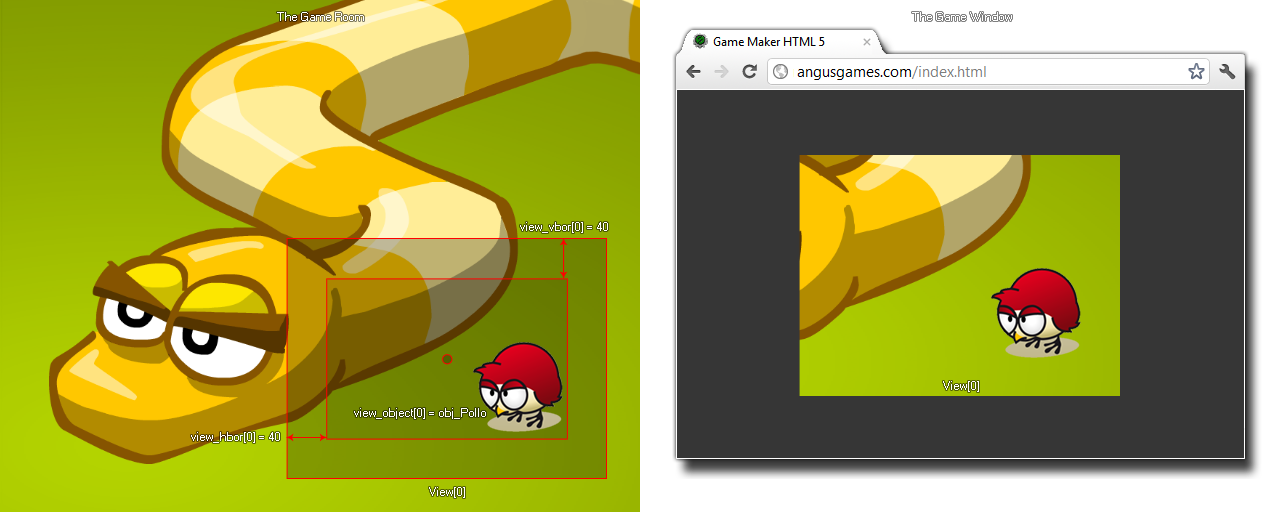 The Game Room
view_vbor[0] = 40
view_object[0] = obj_Pollo
view_hbor[0] = 40
View[0]
The Game Window
Game Maker HTML 5
angusgames.com/index.html
View[0]